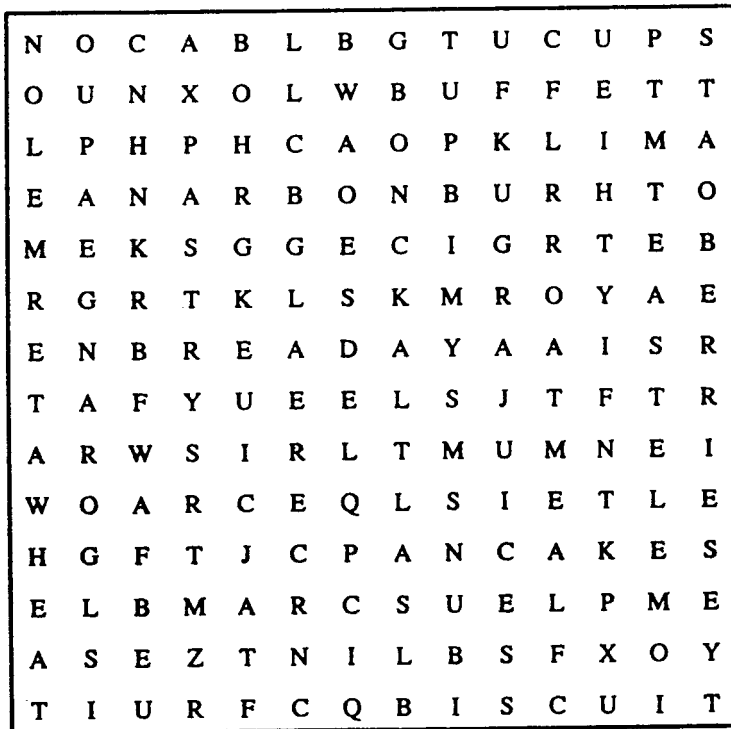 N O C A B L B G T U C U P S
O U N X O L W B U F F E T T
L P H P H C A O P K L I M A
E A N A R B O N B U R H T O
M E K S G G E C I G R T E B
R G R T K L S K M R O Y A E
E N B R E A D A Y A A I S R
T A F Y U E E L S J T F T R
A R W S I R L T M U M N E I
W O A R C E Q L S I E T L E
H G F T J C P A N C A K E S
E L B M A R C S U E L P M E
A S E Z T N I L B S F X O Y
T I U R F C Q B I S C U I T